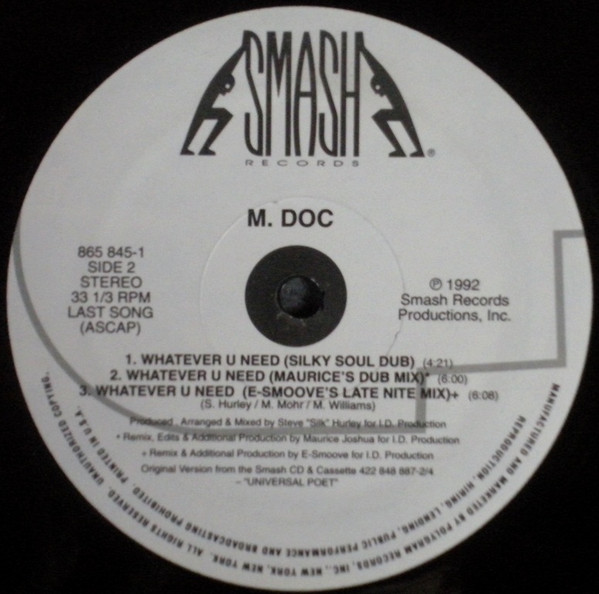 SMASH
RECORDS ®
M. DOC
865 845-1
SIDE 2
STEREO
33 1/3 RPM
LAST SONG
(ASCAP)
℗ 1992
Smash Records
Productions, Inc.
1. WHATEVER U NEED (SILKY SOUL DUB) (4:21)
2. WHATEVER U NEED (MAURICE'S DUB MIX)* (6:00)
3. WHATEVER U NEED (E-SMOOVE'S LATE NITE MIX)+ (6:08)
(S. Hurley / M. Mohr / M. Williams)
Produced , Arranged & Mixed by Steve "Silk" Hurley for I.D. Production
* Remix, Edits & Additional Production by Maurice Joshua for I.D. Production
+ Remix & Additional Production by E-Smoove for I.D. Production
Original Version from the Smash CD & Cassette 422 848 887-2/4
– "UNIVERSAL POET"
MANUFACTURED AND MARKETED BY POLYGRAM RECORDS, INC., NEW YORK, NEW YORK. ALL RIGHTS RESERVED. UNAUTHORIZED COPYING,
REPRODUCTION, HIRING, LENDING, PUBLIC PERFORMANCE AND BROADCASTING PROHIBITED. PRINTED IN U.S.A.